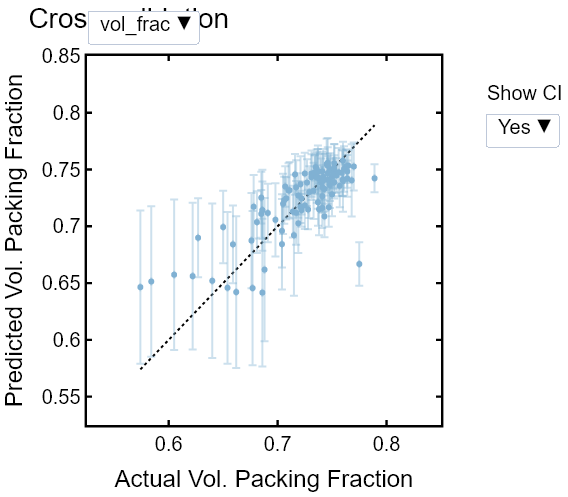 vol_frac ▼
Show CI
Yes ▼
Predicted Vol. Packing Fraction
0.85
0.8
0.75
0.7
0.65
0.6
0.55
0.6 0.7 0.8
Actual Vol. Packing Fraction